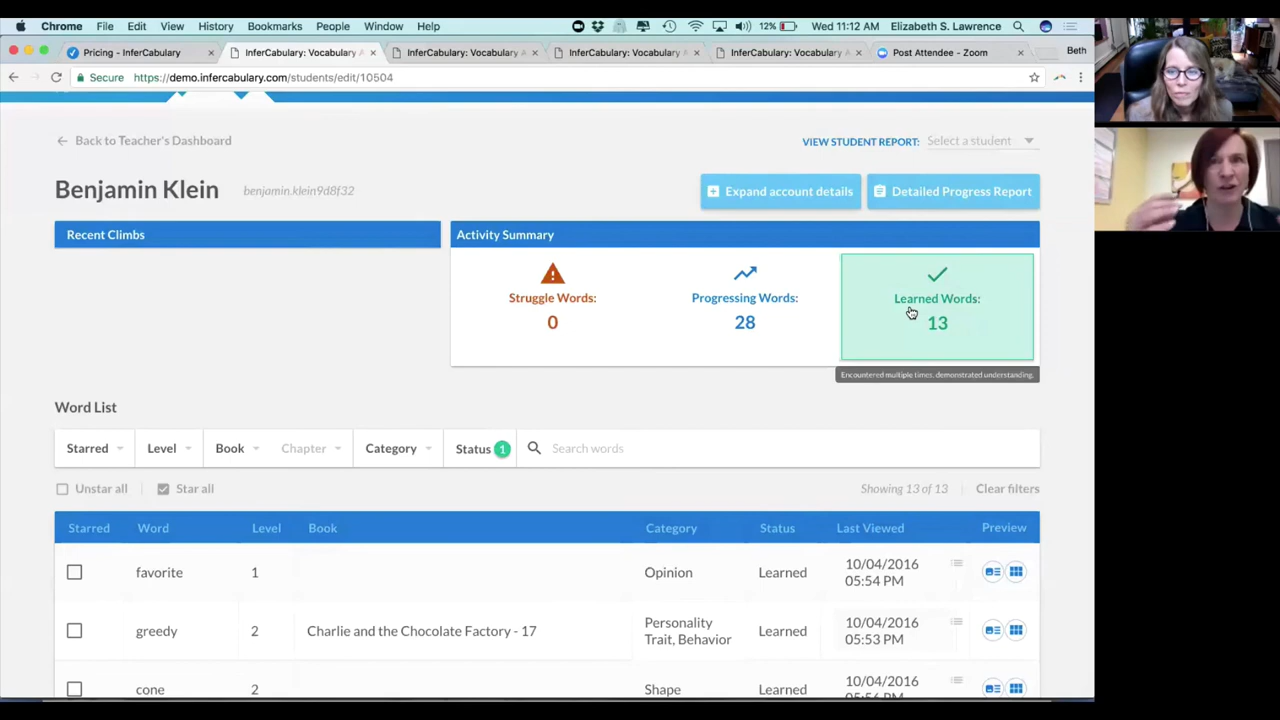 Chrome File Edit View History Bookmarks People Window Help 12% Wed 11:12 AM Elizabeth S. Lawrence
Pricing - InferCabulary × InferCabulary: Vocabulary A × InferCabulary: Vocabulary A × InferCabulary: Vocabulary A × InferCabulary: Vocabulary A × Post Attendee - Zoom × Beth
Secure https://demo.infercabulary.com/students/edit/10504
Back to Teacher's Dashboard VIEW STUDENT REPORT: Select a student
Benjamin Klein benjamin.klein9d8f32 Expand account details Detailed Progress Report
Recent Climbs Activity Summary
Struggle Words: Progressing Words: Learned Words:
0 28 13
Encountered multiple times, demonstrated understanding.
Word List
Starred Level Book Chapter Category Status 1 Search words
Unstar all Star all Showing 13 of 13 Clear filters
Starred Word Level Book Category Status Last Viewed Preview
favorite 1 Opinion Learned 10/04/2016 05:54 PM
greedy 2 Charlie and the Chocolate Factory - 17 Personality Trait, Behavior Learned 10/04/2016 05:53 PM
cone 2 Shape Learned 10/04/2016 05:56 PM